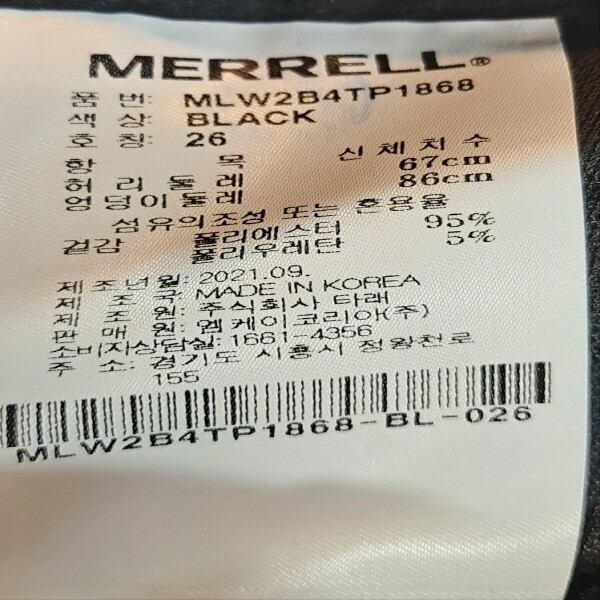 MERRELL®
품 번: MLW2B4TP1868
색 상: BLACK
호 칭: 26
항 목 신 체 치 수
허 리 둘 레 67cm
엉덩이 둘레 86cm
섬유의조성 또는 혼용율
겉감 폴리에스터 95%
폴리우레탄 5%
제조년월: 2021.09.
제 조 국: MADE IN KOREA
제 조 원: 주식회사 타래
판 매 원: 엠케이코리아(주)
소비자상담실: 1661-4356
주 소: 경기도 시흥시 정왕천로
155
MLW2B4TP1868-BL-026